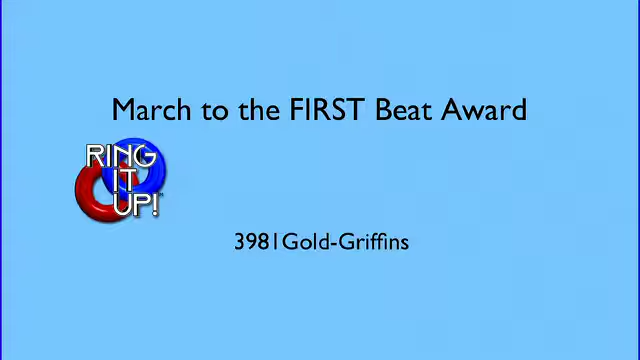 March to the FIRST Beat Award
RING
IT
UP!
3981Gold-Griffins